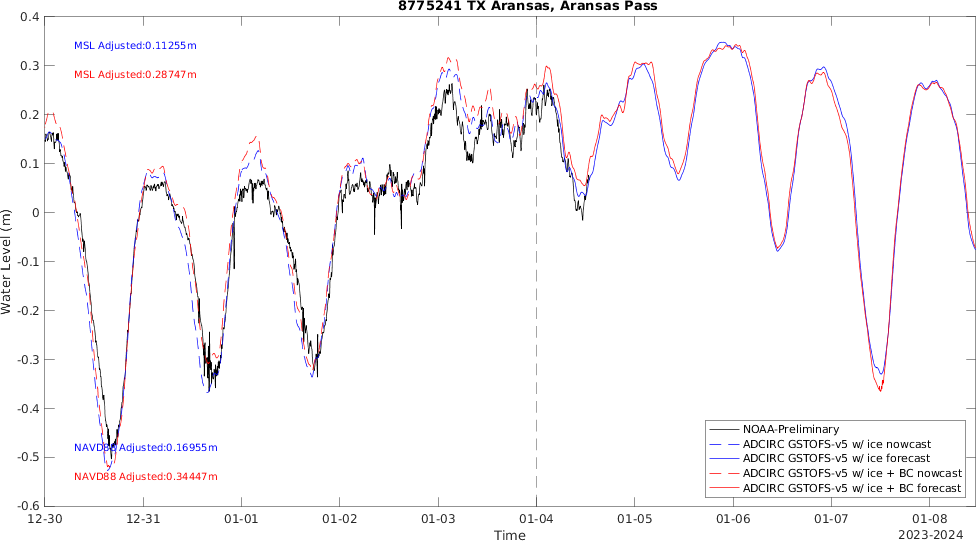 8775241 TX Aransas, Aransas Pass
0.4
0.3
0.2
0.1
0
-0.1
-0.2
-0.3
-0.4
-0.5
-0.6
Water Level (m)
MSL Adjusted:0.11255m
MSL Adjusted:0.28747m
NAVD88 Adjusted:0.16955m
NAVD88 Adjusted:0.34447m
NOAA-Preliminary
ADCIRC GSTOFS-v5 w/ ice nowcast
ADCIRC GSTOFS-v5 w/ ice forecast
ADCIRC GSTOFS-v5 w/ ice + BC nowcast
ADCIRC GSTOFS-v5 w/ ice + BC forecast
12-30 12-31 01-01 01-02 01-03 01-04 01-05 01-06 01-07 01-08
Time
2023-2024